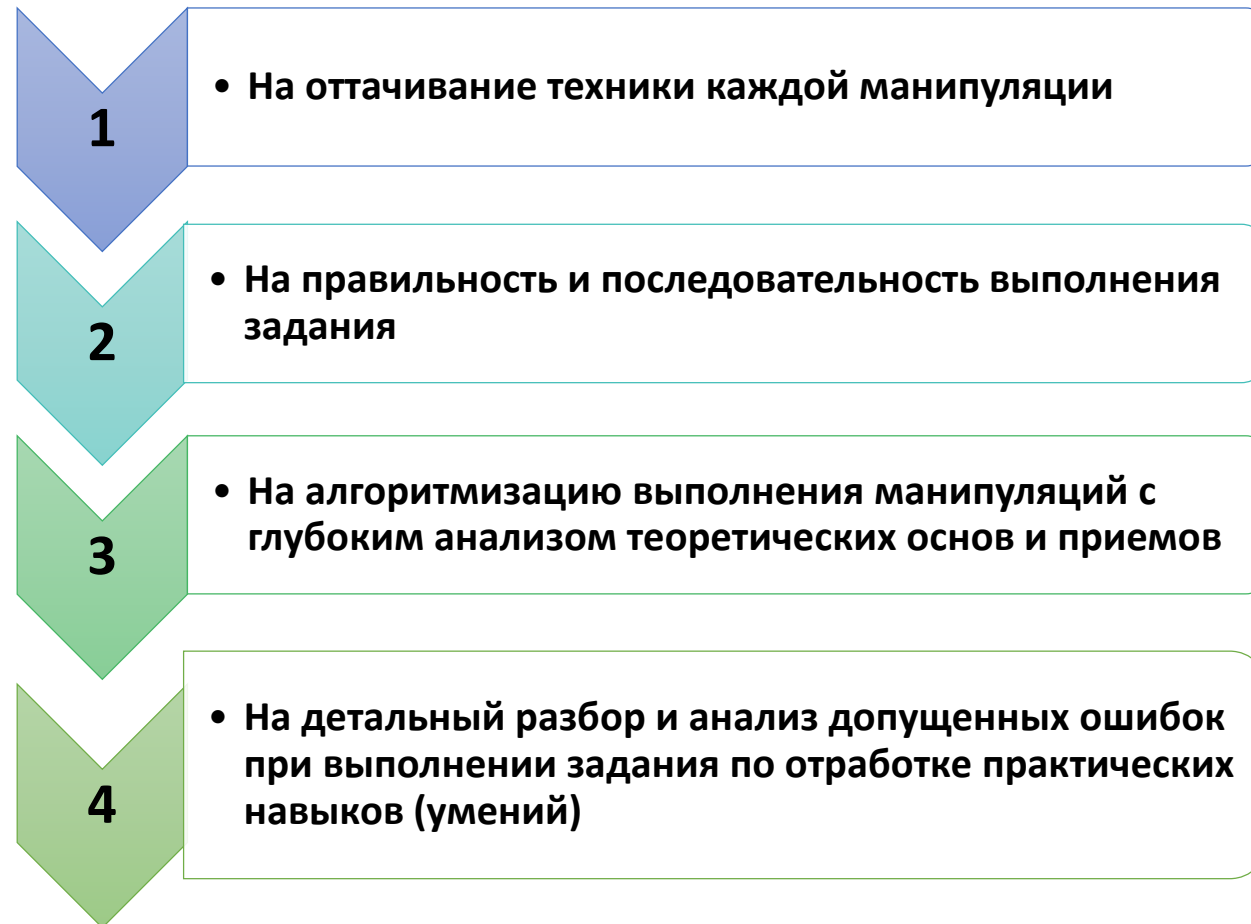 1
• На оттачивание техники каждой манипуляции
2
• На правильность и последовательность выполнения
задания
3
• На алгоритмизацию выполнения манипуляций с
глубоким анализом теоретических основ и приемов
4
• На детальный разбор и анализ допущенных ошибок
при выполнении задания по отработке практических
навыков (умений)